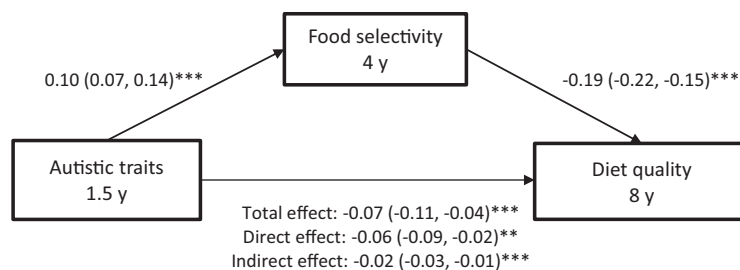 Food selectivity
4 y
0.10 (0.07, 0.14)***
-0.19 (-0.22, -0.15)***
Autistic traits
1.5 y
Diet quality
8 y
Total effect: -0.07 (-0.11, -0.04)***
Direct effect: -0.06 (-0.09, -0.02)**
Indirect effect: -0.02 (-0.03, -0.01)***